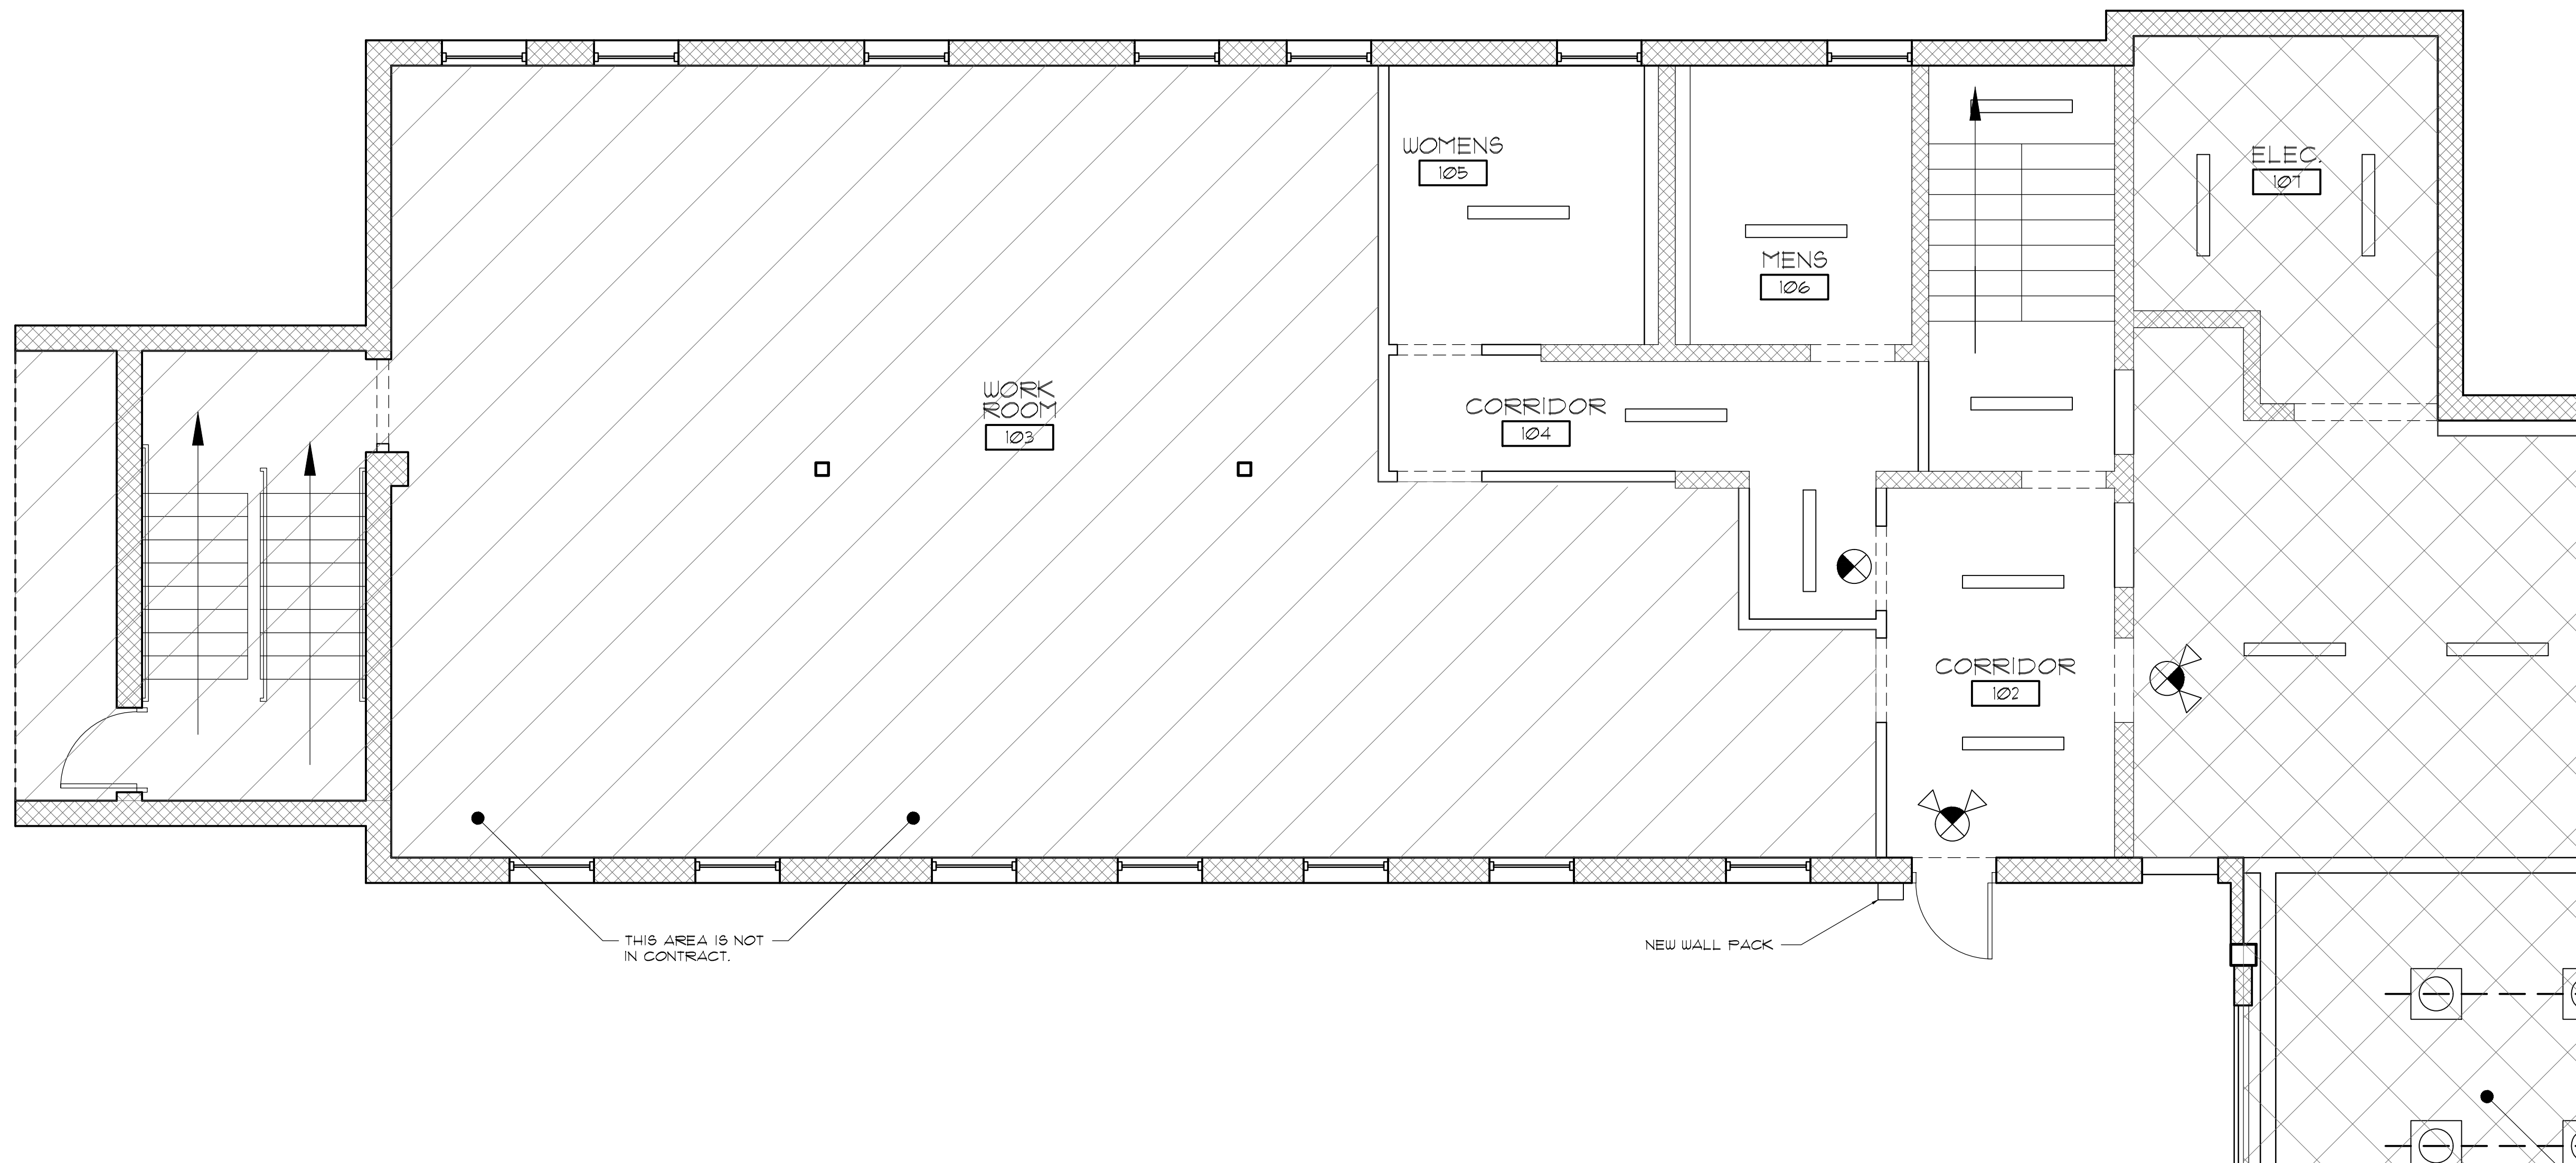 WOMENS
105
MENS
106
ELEC.
107
WORK
ROOM
103
CORRIDOR
104
CORRIDOR
102
THIS AREA IS NOT
IN CONTRACT.
NEW WALL PACK